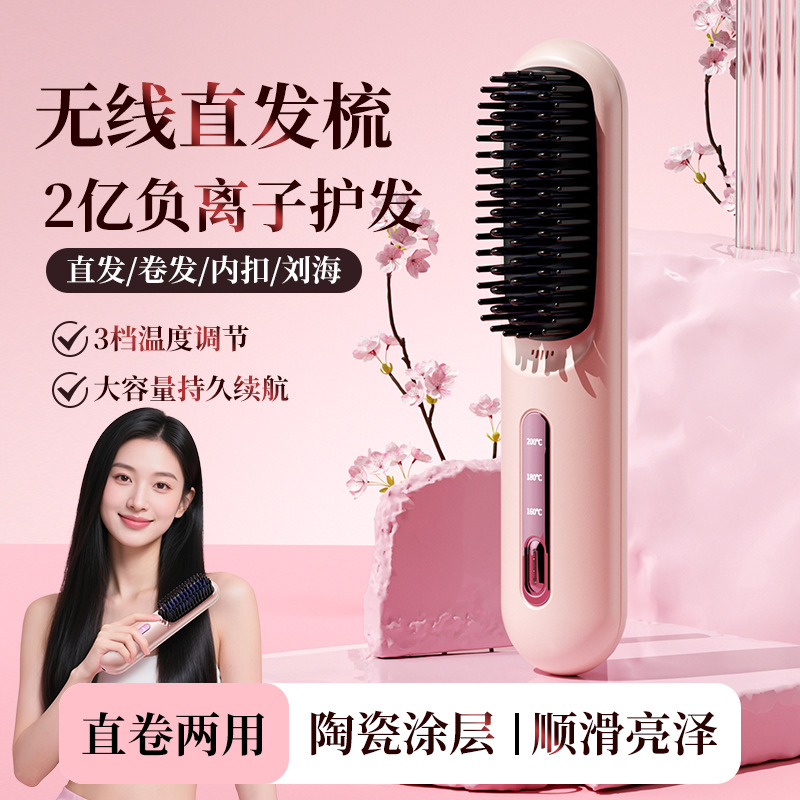 无线直发梳
2亿负离子护发
直发/卷发/内扣/刘海
3档温度调节
大容量持久续航
200℃
180℃
160℃
直卷两用
陶瓷涂层|顺滑亮泽